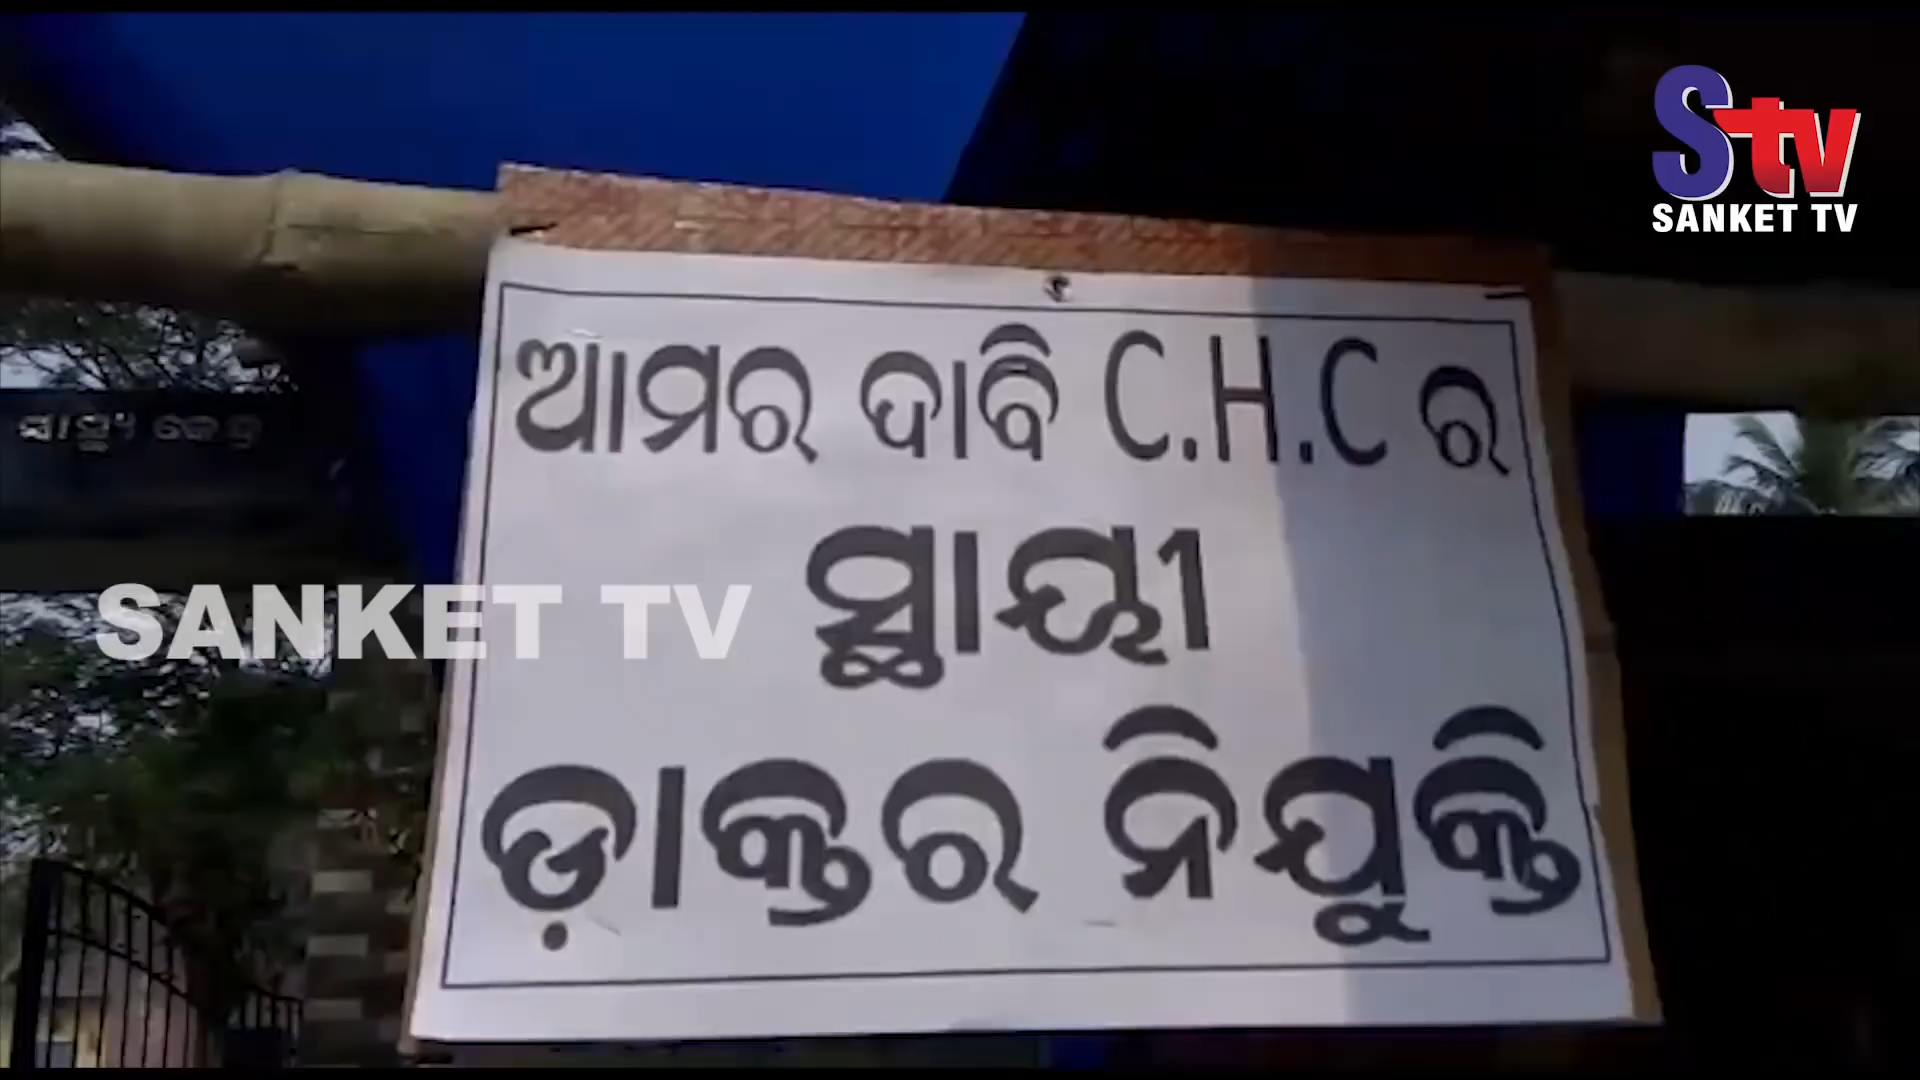 Stv
SANKET TV
ଆମର ଦାବି C.H.C ର
ସ୍ଥାୟୀ
ଡ଼ାକ୍ତର ନିଯୁକ୍ତି
ସ୍ୱାସ୍ଥ୍ୟ କେନ୍ଦ୍ର
SANKET TV